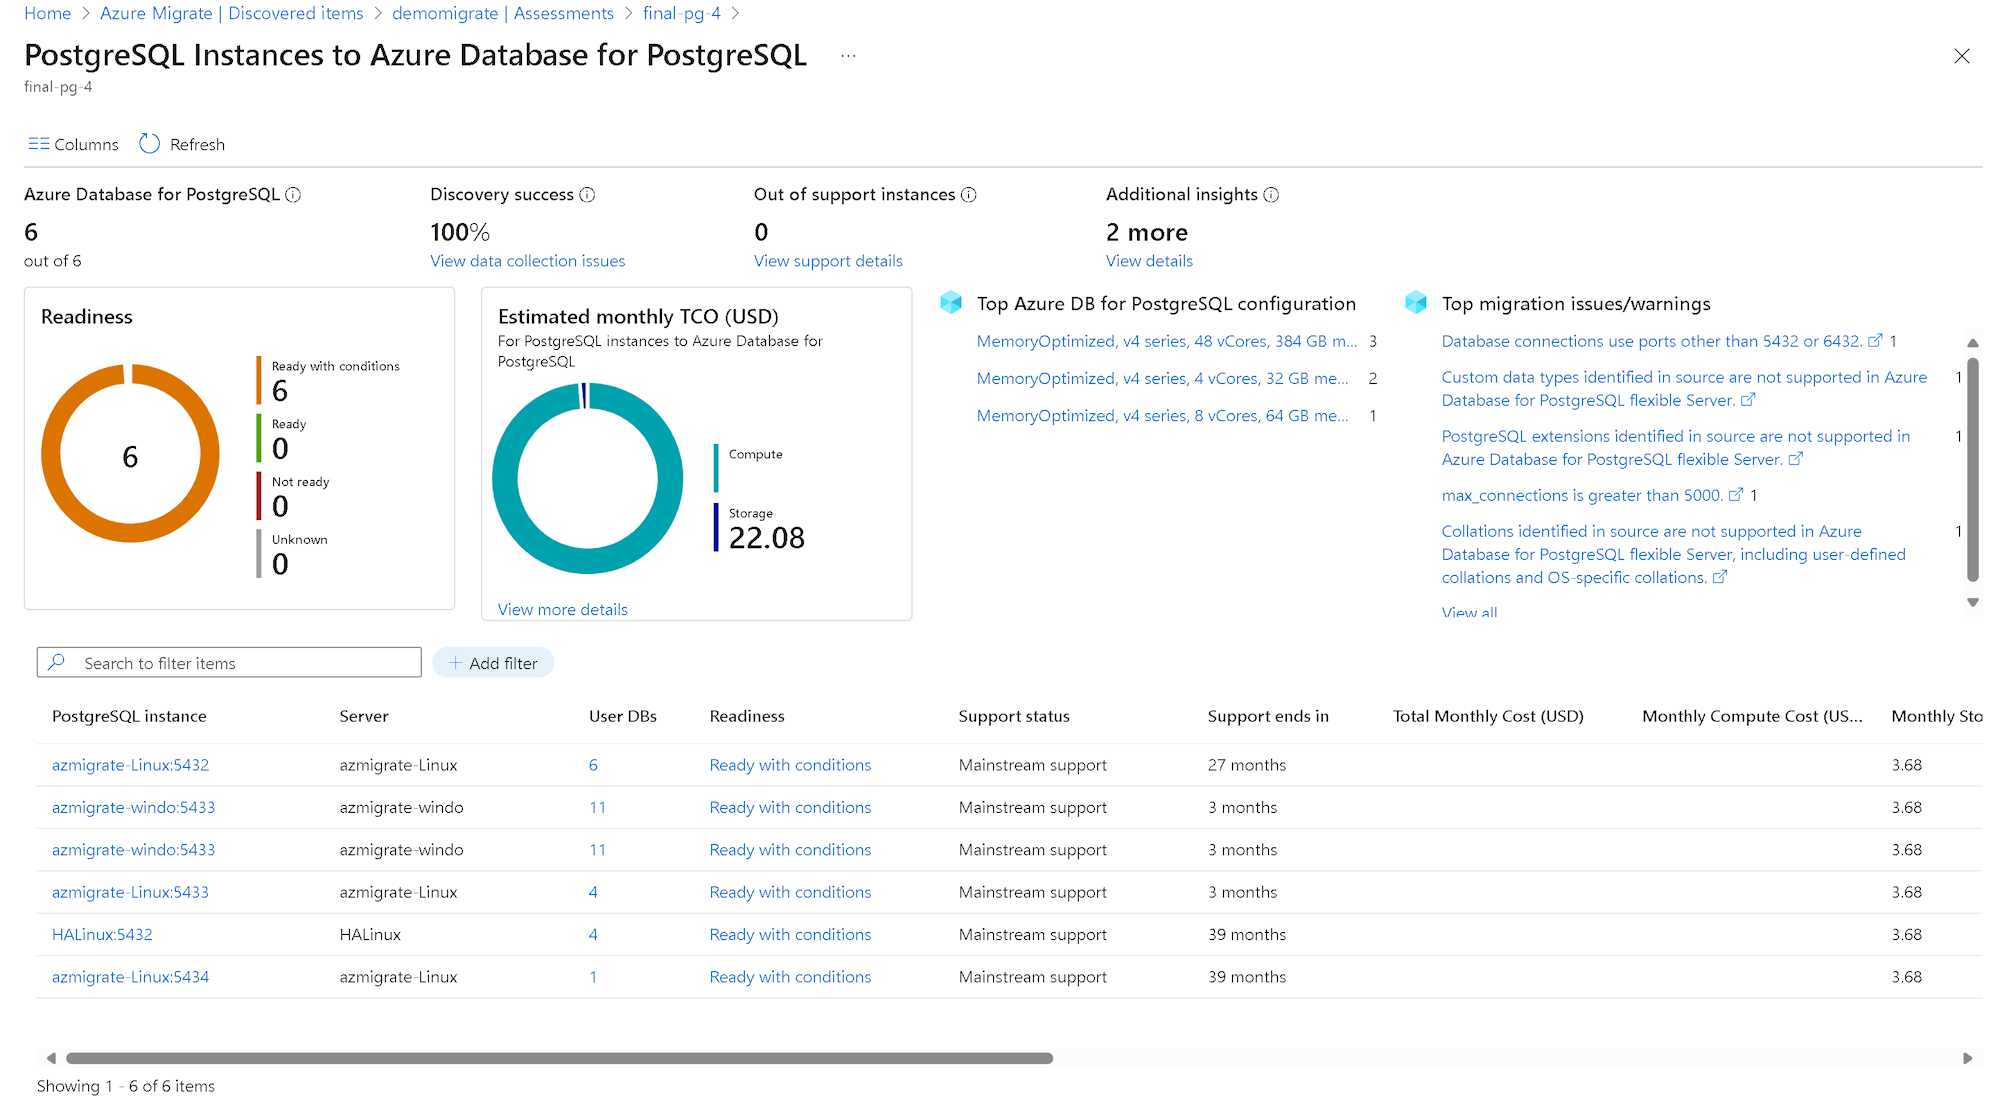 Home > Azure Migrate | Discovered items > demomigrate | Assessments > final-pg-4 >
PostgreSQL Instances to Azure Database for PostgreSQL ...
final-pg-4
Columns Refresh
Azure Database for PostgreSQL
6
out of 6
Discovery success
100%
View data collection issues
Out of support instances
0
View support details
Additional insights
2 more
View details
Readiness
6
Ready with conditions
6
Ready
0
Not ready
0
Unknown
0
Estimated monthly TCO (USD)
For PostgreSQL instances to Azure Database for
PostgreSQL
Compute
Storage
22.08
View more details
Top Azure DB for PostgreSQL configuration
MemoryOptimized, v4 series, 48 vCores, 384 GB m... 3
MemoryOptimized, v4 series, 4 vCores, 32 GB me... 2
MemoryOptimized, v4 series, 8 vCores, 64 GB me... 1
Top migration issues/warnings
Database connections use ports other than 5432 or 6432. 1
Custom data types identified in source are not supported in Azure 1
Database for PostgreSQL flexible Server.
PostgreSQL extensions identified in source are not supported in 1
Azure Database for PostgreSQL flexible Server.
max_connections is greater than 5000. 1
Collations identified in source are not supported in Azure 1
Database for PostgreSQL flexible Server, including user-defined
collations and OS-specific collations.
View all
Search to filter items
Add filter
PostgreSQL instance Server User DBs Readiness Support status Support ends in Total Monthly Cost (USD) Monthly Compute Cost (US... Monthly Sto
azmigrate-Linux:5432 azmigrate-Linux 6 Ready with conditions Mainstream support 27 months 3.68
azmigrate-windo:5433 azmigrate-windo 11 Ready with conditions Mainstream support 3 months 3.68
azmigrate-windo:5433 azmigrate-windo 11 Ready with conditions Mainstream support 3 months 3.68
azmigrate-Linux:5433 azmigrate-Linux 4 Ready with conditions Mainstream support 3 months 3.68
HALinux:5432 HALinux 4 Ready with conditions Mainstream support 39 months 3.68
azmigrate-Linux:5434 azmigrate-Linux 1 Ready with conditions Mainstream support 39 months 3.68
Showing 1 - 6 of 6 items